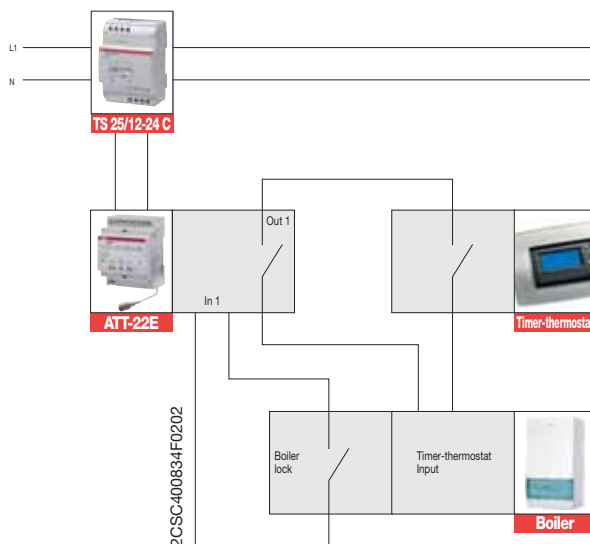 L1
N
TS 25/12-24 C
Out 1
In 1
ATT-22E
Timer-thermosta
2CSC400834F0202
Boiler
lock
Timer-thermostat
Input
Boiler